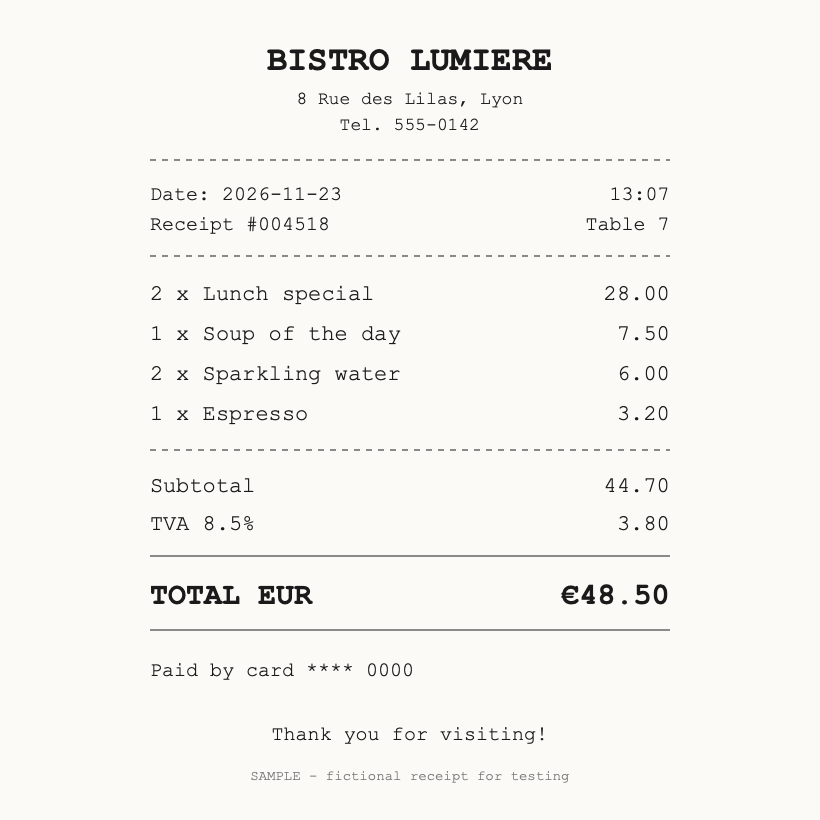 BISTRO LUMIERE
8 Rue des Lilas, Lyon
Tel. 555-0142
Date: 2026-11-23 13:07
Receipt #004518 Table 7
2 x Lunch special 28.00
1 x Soup of the day 7.50
2 x Sparkling water 6.00
1 x Espresso 3.20
Subtotal 44.70
TVA 8.5% 3.80
TOTAL EUR €48.50
Paid by card **** 0000
Thank you for visiting!
SAMPLE - fictional receipt for testing